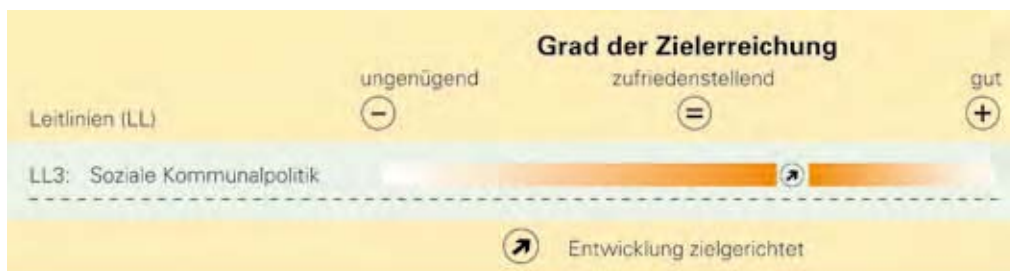 Grad der Zielerreichung
ungenügend zufriedenstellend gut
Leitlinien (LL) − = +
LL3: Soziale Kommunalpolitik
Entwicklung zielgerichtet